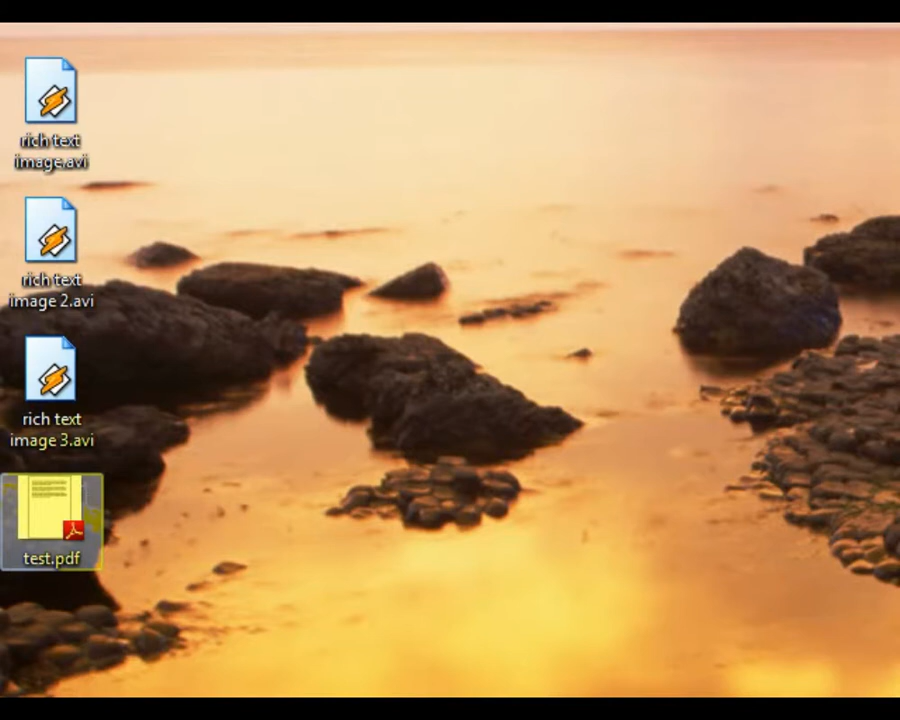 rich text
image.avi
rich text
image 2.avi
rich text
image 3.avi
test.pdf